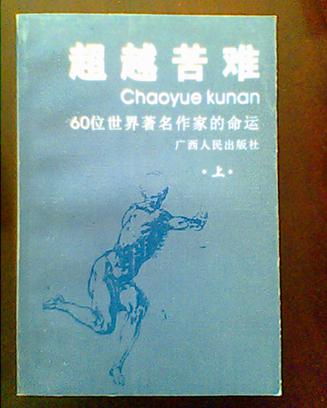 超越苦难
Chaoyue kunan
60位世界著名作家的命运
广西人民出版社
·上·